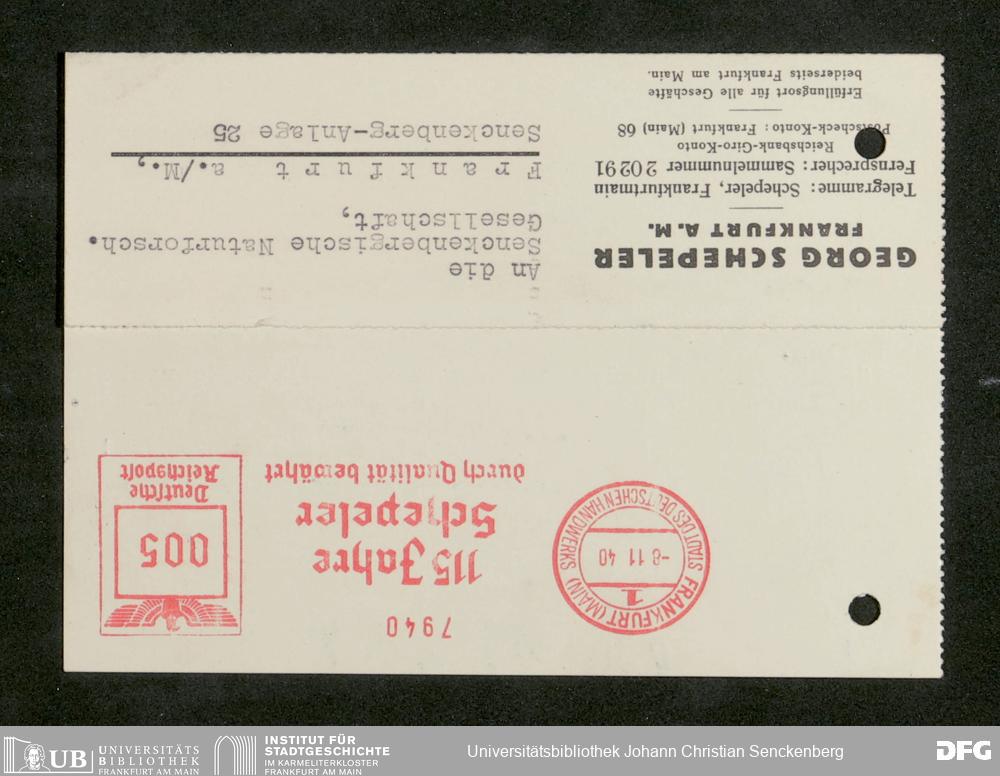 7940
115 Jahre
Schepeler
durch Qualität bewährt
FRANKFURT (MAIN) 1
-8 11 40
STADT DES DEUTSCHEN HANDWERKS
005
Deutsche
Reichspost
GEORG SCHEPELER
FRANKFURT A.M.
Telegramme: Schepeler, Frankfurtmain
Fernsprecher: Sammelnummer 20291
Reichsbank-Giro-Konto
Postscheck-Konto: Frankfurt (Main) 68
Erfüllungsort für alle Geschäfte
beiderseits Frankfurt am Main.
An die
Senckenbergische Naturforsch.
Gesellschaft,
Frankfurt a./M.,
Senckenberg-Anlage 25
UB UNIVERSITÄTS
BIBLIOTHEK
FRANKFURT AM MAIN
INSTITUT FÜR
STADTGESCHICHTE
IM KARMELITERKLOSTER
FRANKFURT AM MAIN
Universitätsbibliothek Johann Christian Senckenberg
DFG